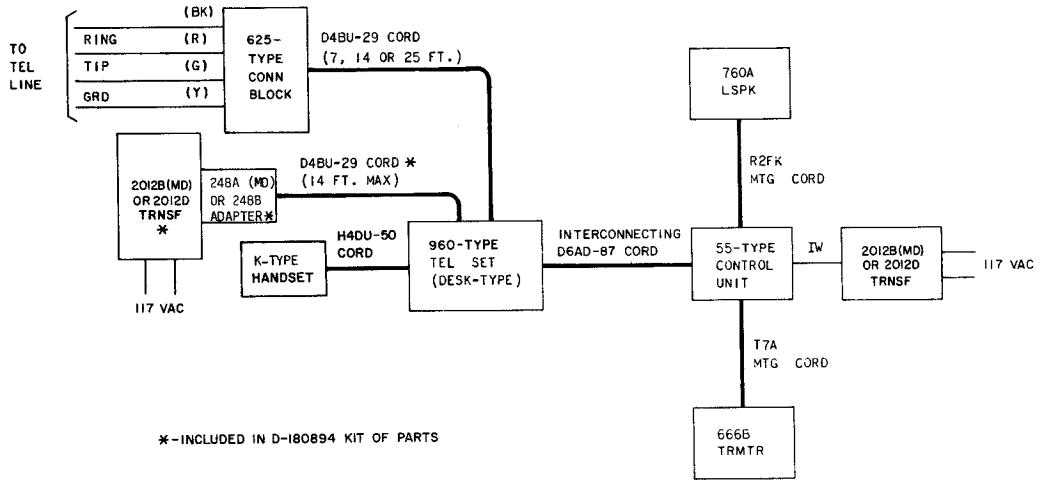 TO
TEL
LINE
(BK)
RING (R)
TIP (G)
GRD (Y)
625-
TYPE
CONN
BLOCK
D4BU-29 CORD
(7, 14 OR 25 FT.)
2012B(MD)
OR 2012D
TRNSF
*
117 VAC
248A (MD)
OR 248B
ADAPTER*
D4BU-29 CORD *
(14 FT. MAX)
K-TYPE
HANDSET
H4DU-50
CORD
960-TYPE
TEL SET
(DESK-TYPE)
INTERCONNECTING
D6AD-87 CORD
760A
LSPK
R2FK
MTG CORD
55-TYPE
CONTROL
UNIT
IW
2012B(MD)
OR 2012D
TRNSF
117 VAC
T7A
MTG CORD
666B
TRMTR
*-INCLUDED IN D-180894 KIT OF PARTS